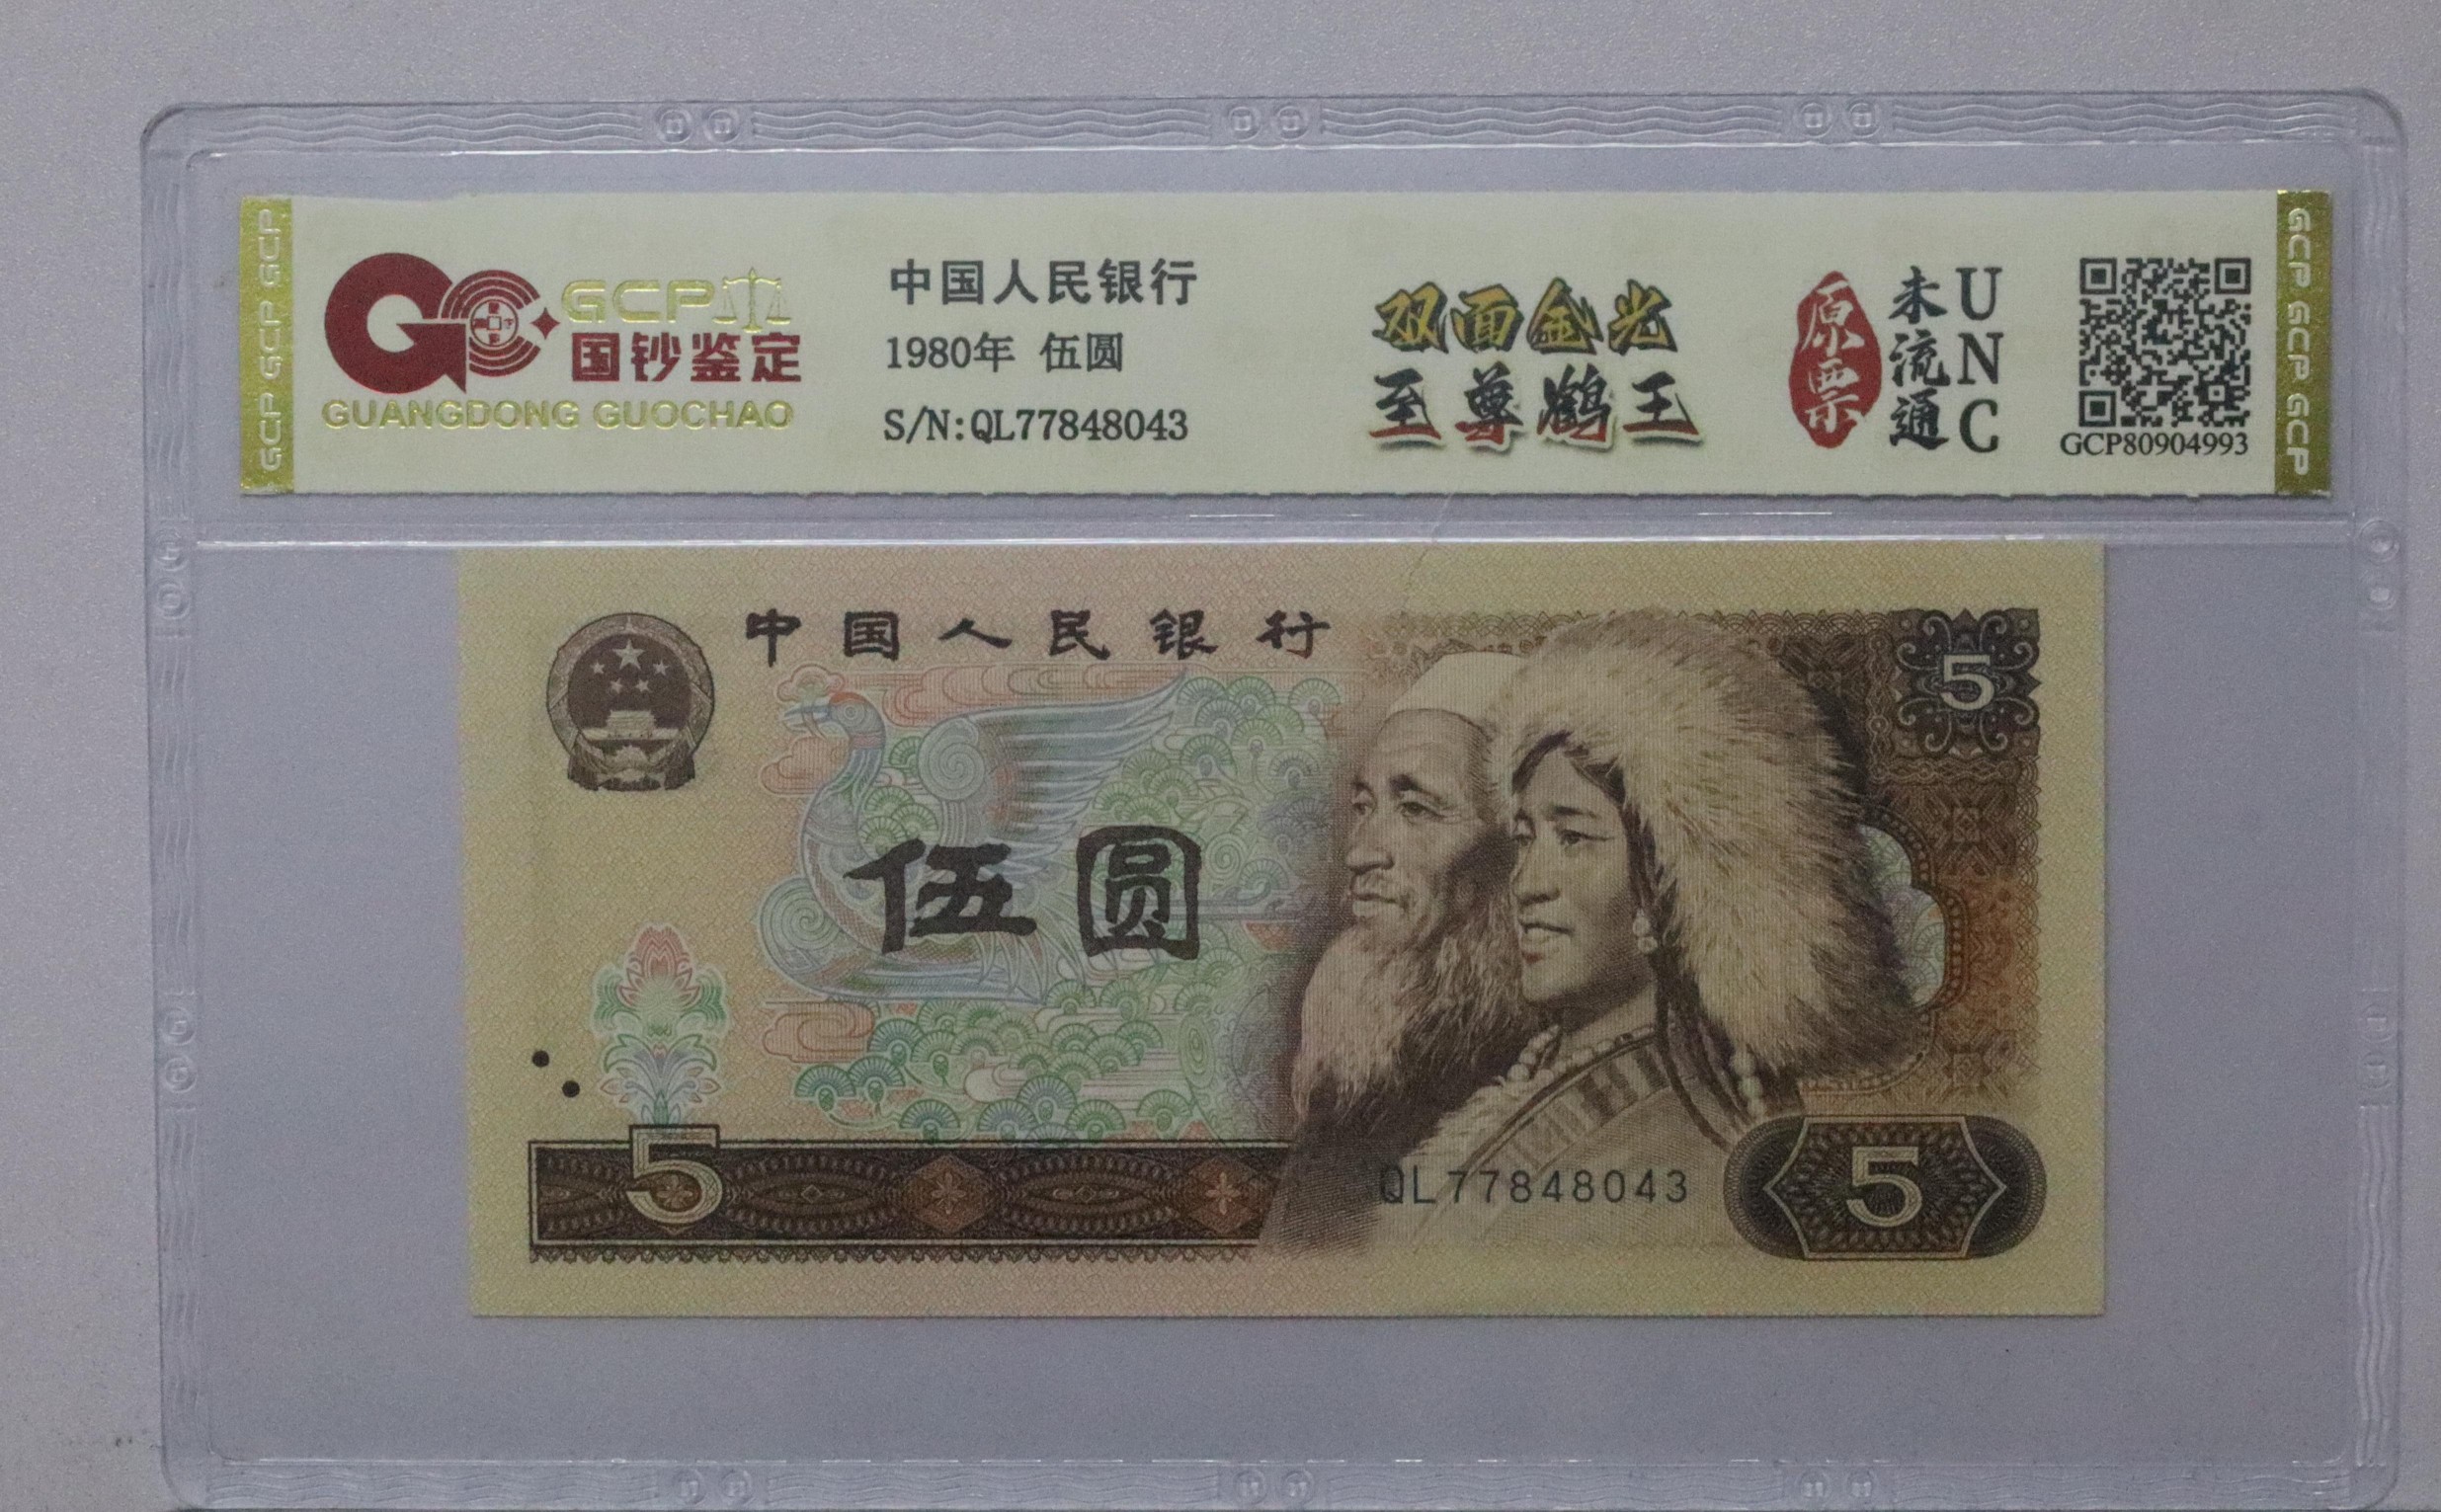 GCP GCP GCP
GCP
国钞鉴定
GUANGDONG GUOCHAO
中国人民银行
1980年 伍圆
S/N:QL77848043
双面金光
至尊鹤王
原票
未流通
UNC
GCP80904993
GCP GCP GCP GCP
中国人民银行
5
伍圆
5
QL77848043
5